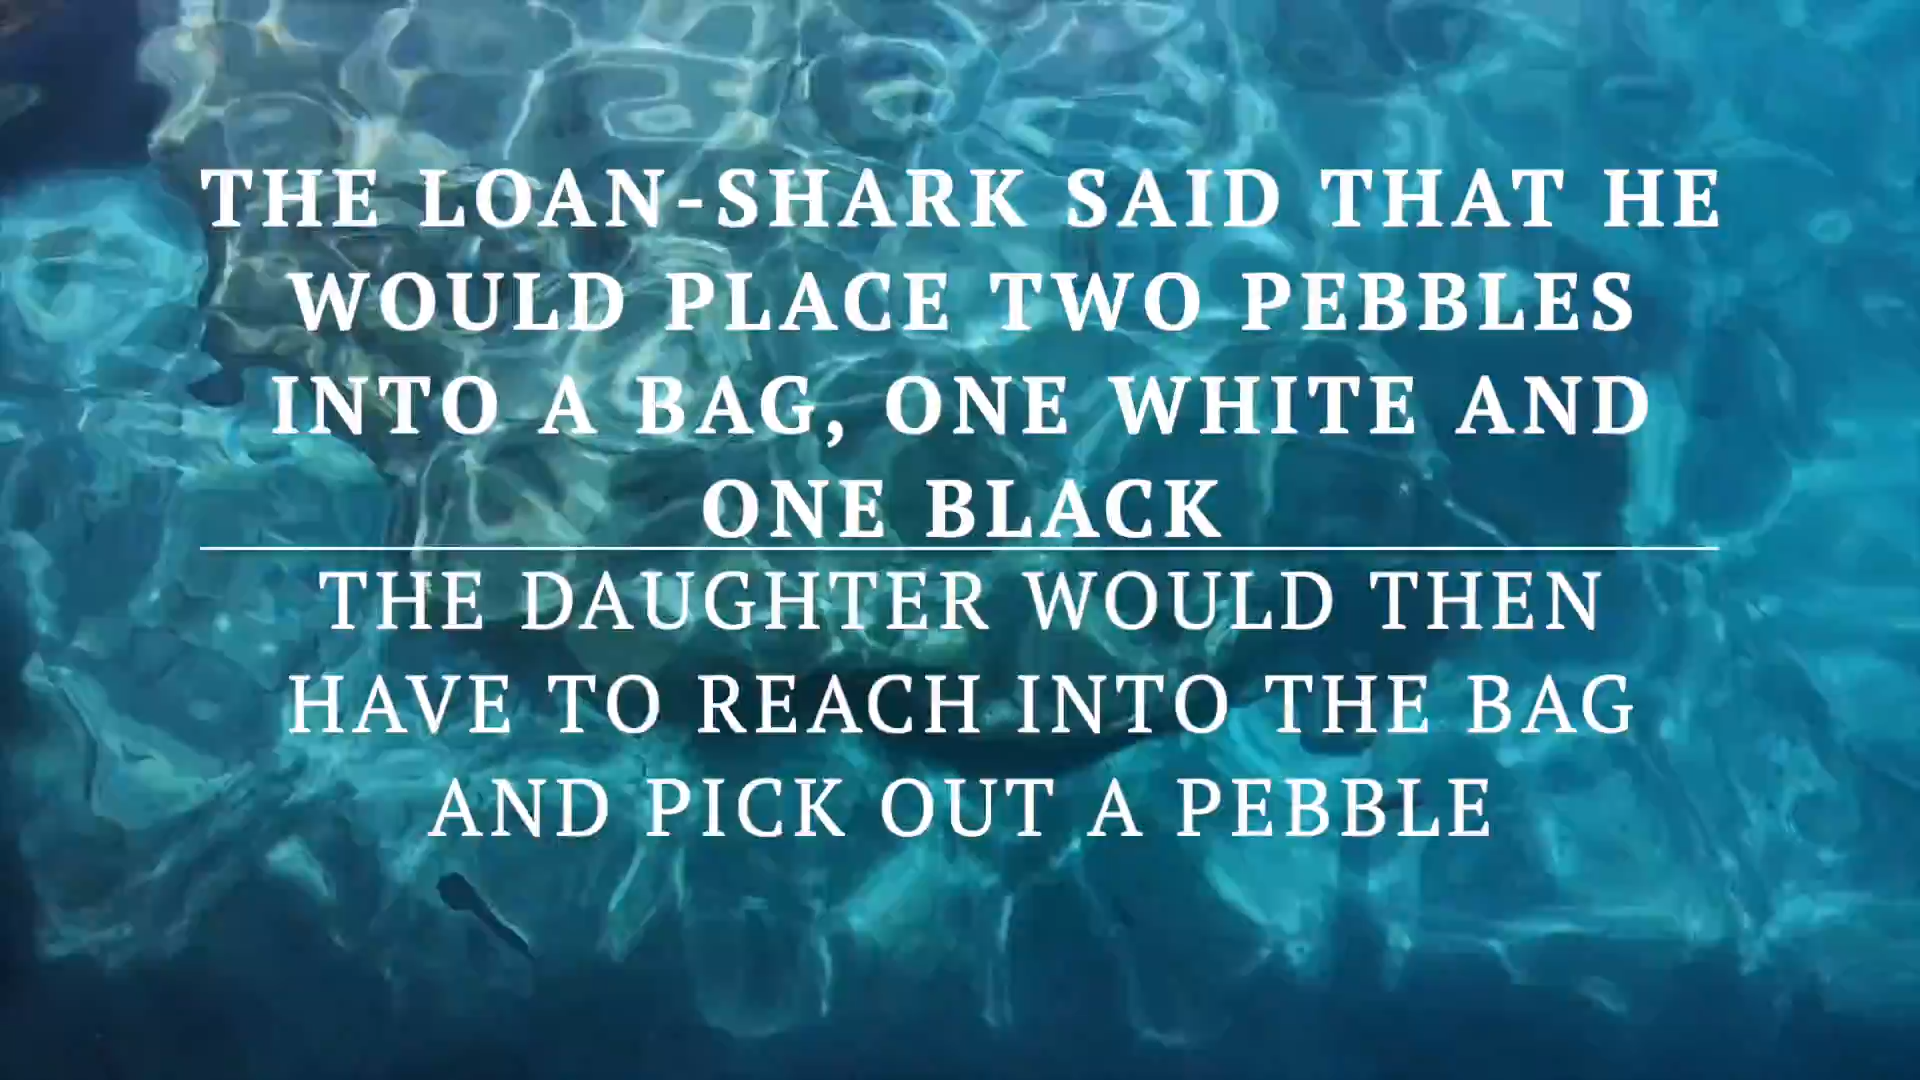 THE LOAN-SHARK SAID THAT HE
WOULD PLACE TWO PEBBLES
INTO A BAG, ONE WHITE AND
ONE BLACK
THE DAUGHTER WOULD THEN
HAVE TO REACH INTO THE BAG
AND PICK OUT A PEBBLE